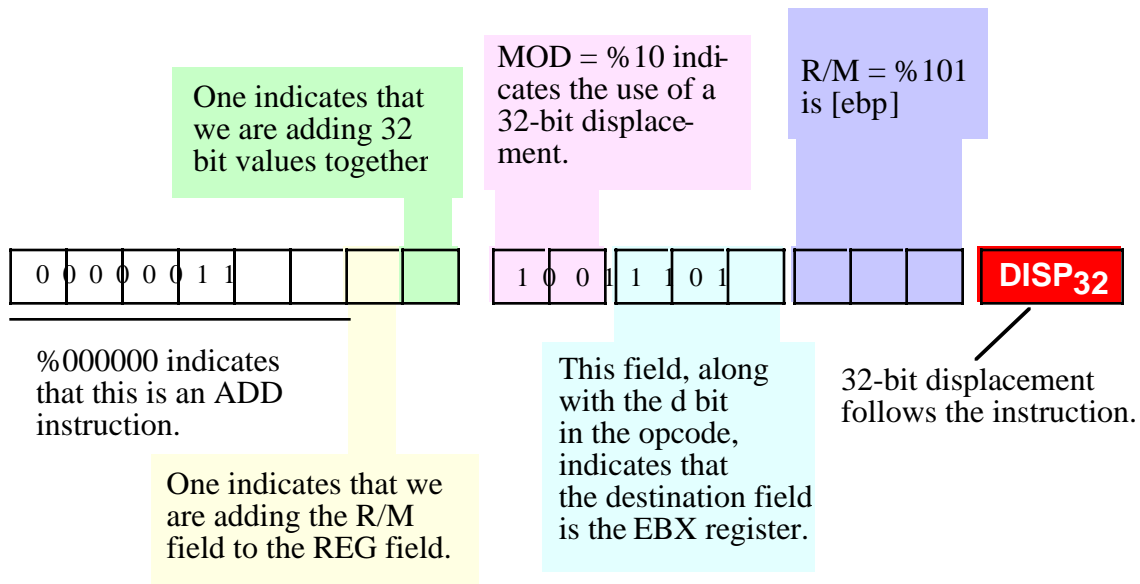 One indicates that
we are adding 32
bit values together
MOD = %10 indi-
cates the use of a
32-bit displace-
ment.
R/M = %101
is [ebp]
0 0 0 0 0 0 1 1
1 0 0 1 1 1 0 1
DISP32
%000000 indicates
that this is an ADD
instruction.
One indicates that we
are adding the R/M
field to the REG field.
This field, along
with the d bit
in the opcode,
indicates that
the destination field
is the EBX register.
32-bit displacement
follows the instruction.